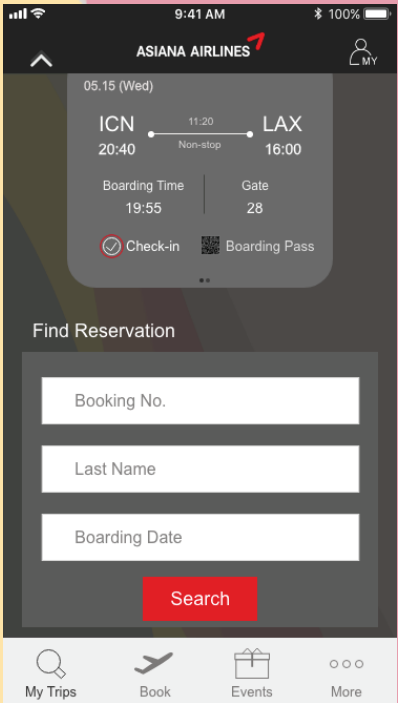 9:41 AM
100%
ASIANA AIRLINES
MY
05.15 (Wed)
ICN 11:20 LAX
20:40 Non-stop 16:00
Boarding Time Gate
19:55 28
Check-in Boarding Pass
Find Reservation
Booking No.
Last Name
Boarding Date
Search
My Trips Book Events More